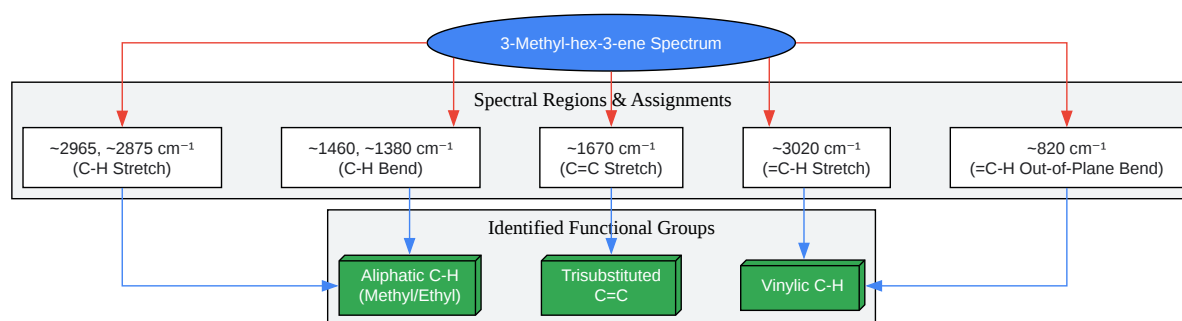 3-Methyl-hex-3-ene Spectrum
Spectral Regions & Assignments
~2965, ~2875 cm⁻¹
(C-H Stretch)
~1460, ~1380 cm⁻¹
(C-H Bend)
~1670 cm⁻¹
(C=C Stretch)
~3020 cm⁻¹
(=C-H Stretch)
~820 cm⁻¹
(=C-H Out-of-Plane Bend)
Identified Functional Groups
Aliphatic C-H
(Methyl/Ethyl)
Trisubstituted
C=C
Vinylic C-H